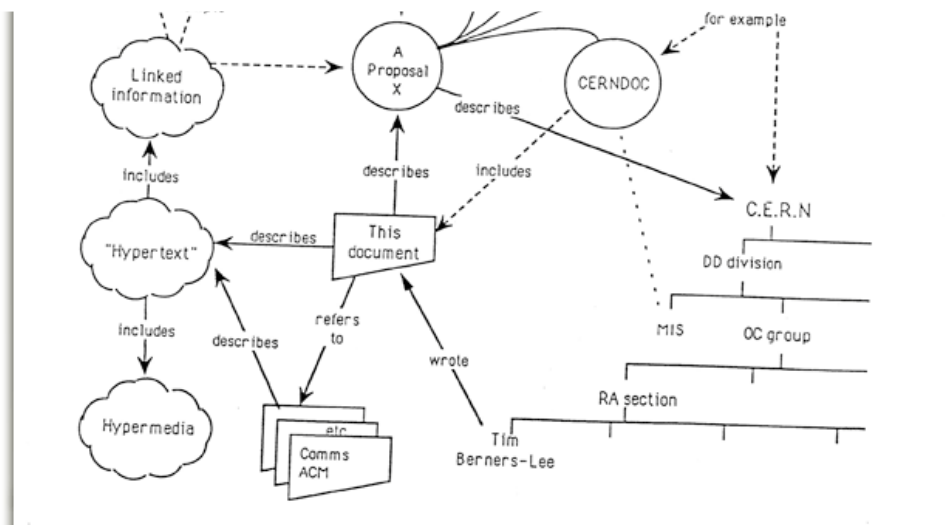 for example
Linked
information
A
Proposal
X
CERNDOC
describes
includes
describes
includes
C.E.R.N
This
document
"Hypertext"
describes
DD division
includes
refers
to
describes
MIS
OC group
wrote
RA section
Hypermedia
etc
Tim
Berners-Lee
Comms
ACM